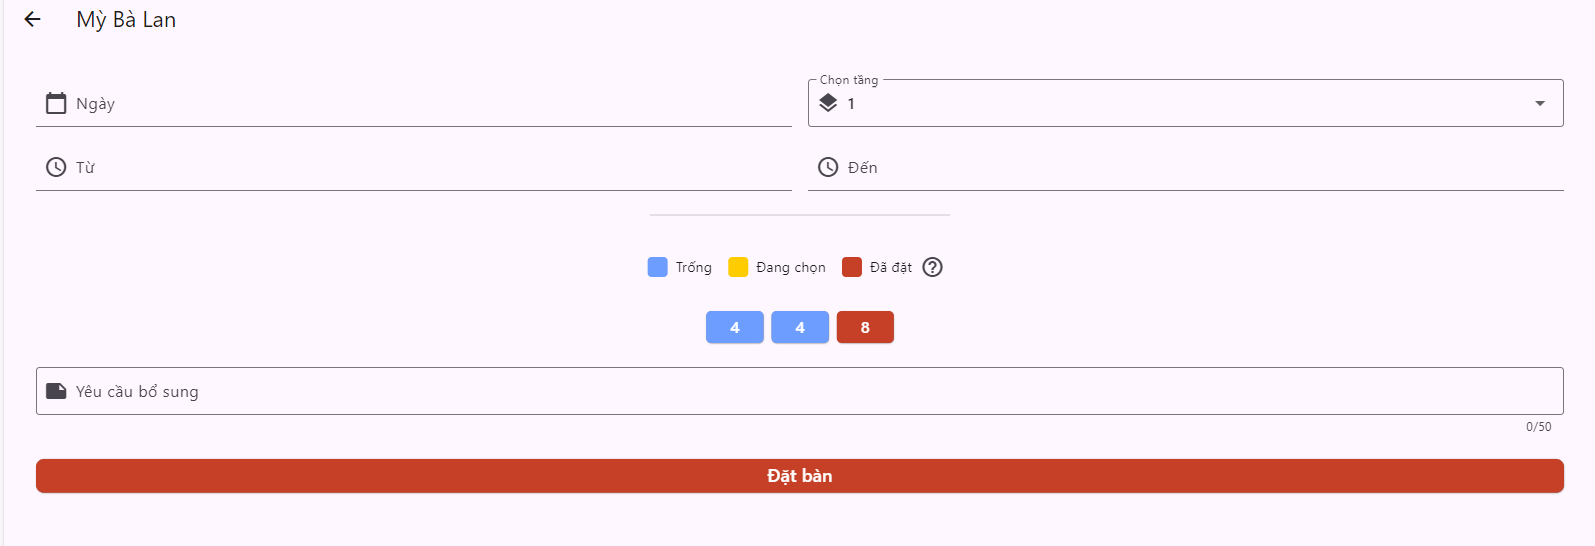 Mỳ Bà Lan
Chọn tầng
Ngày
1
Từ
Đến
Trống
Đang chọn
Đã đặt
4
4
8
Yêu cầu bổ sung
0/50
Đặt bàn